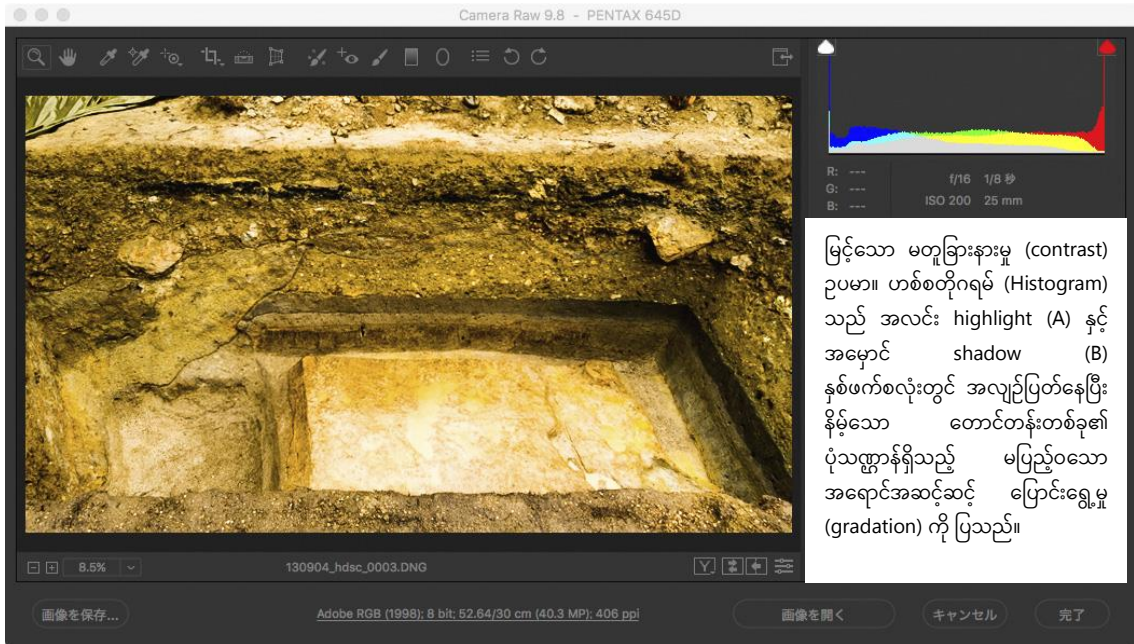 Camera Raw 9.8 - PENTAX 645D
R: ---
G: ---
B: ---
f/16 1/8 秒
ISO 200 25 mm
မြင့်သော မတူခြားနားမှု (contrast)
ဥပမာ။ ဟစ်စတိုဂရမ် (Histogram)
သည် အလင်း highlight (A) နှင့်
အမှောင် shadow (B)
နှစ်ဖက်စလုံးတွင် အလျဉ်ပြတ်နေပြီး
နိမ့်သော တောင်တန်းတစ်ခု၏
ပုံသဏ္ဌာန်ရှိသည့် မပြည့်ဝသော
အရောင်အဆင့်ဆင့် ပြောင်းရွှေ့မှု
(gradation) ကို ပြသည်။
8.5%
130904_hdsc_0003.DNG
画像を保存...
Adobe RGB (1998); 8 bit; 52.64/30 cm (40.3 MP); 406 ppi
画像を開く
キャンセル
完了